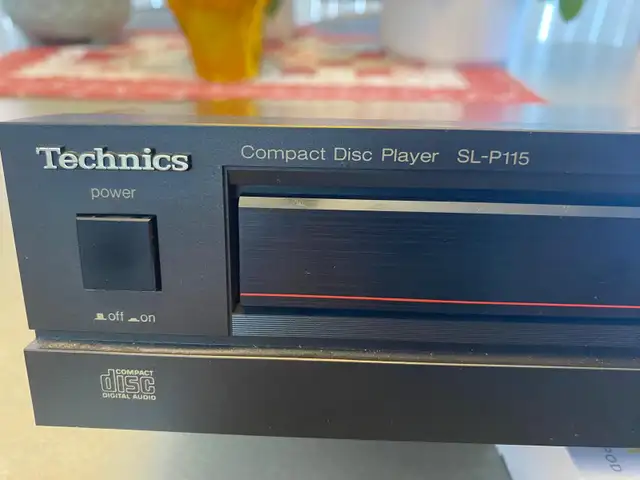 Technics
Compact Disc Player SL-P115
power
off on
COMPACT
disc
DIGITAL AUDIO